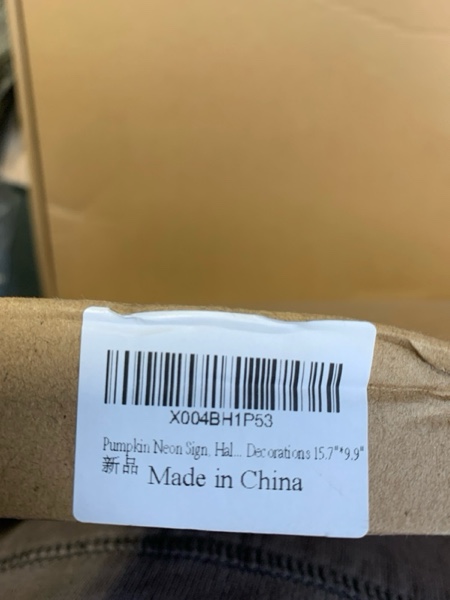 X004BH1P53
Pumpkin Neon Sign, Hal... Decorations 15.7"*9.9"
新品
Made in China